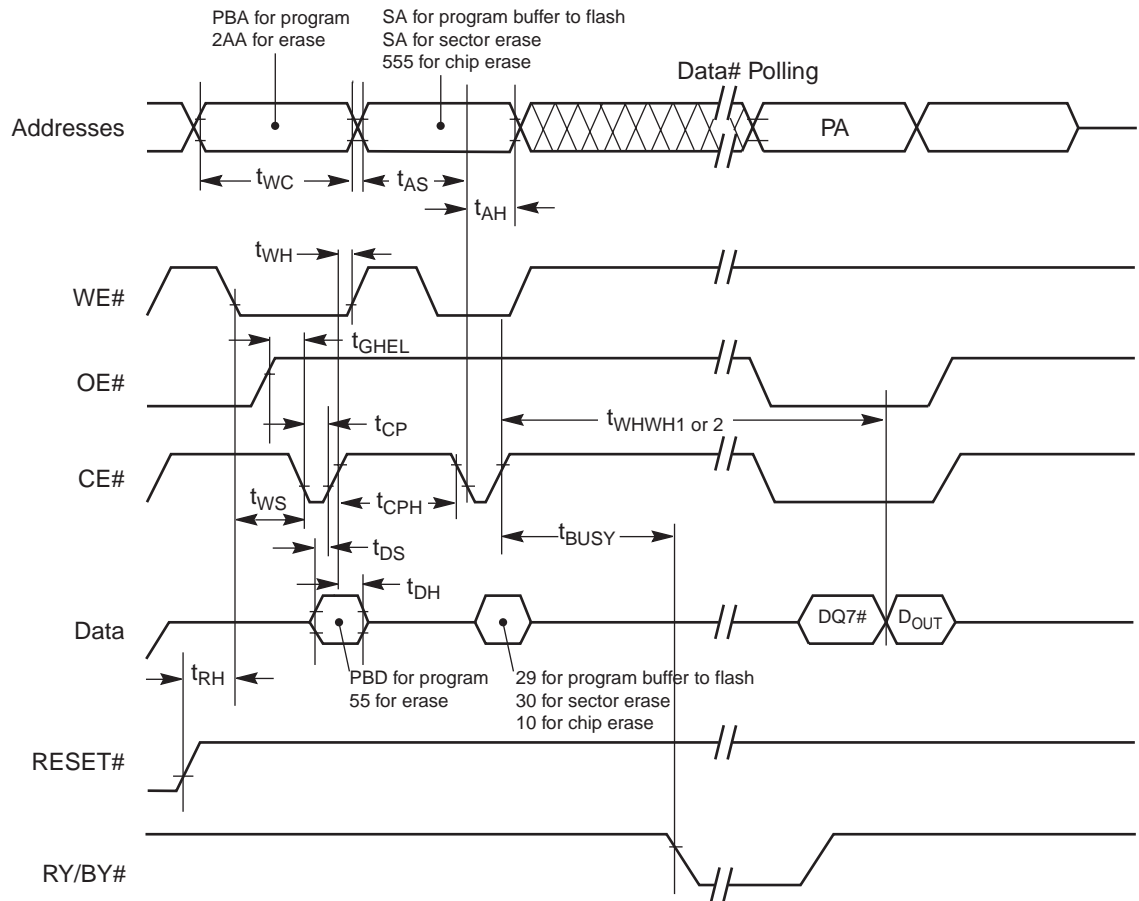 PBA for program
2AA for erase
SA for program buffer to flash
SA for sector erase
555 for chip erase
Data# Polling
Addresses
PA
tWC
tAS
tAH
tWH
WE#
tGHEL
OE#
tWHWH1 or 2
tCP
CE#
tWS
tCPH
tBUSY
tDS
tDH
Data
DQ7#
DOUT
tRH
PBD for program
55 for erase
29 for program buffer to flash
30 for sector erase
10 for chip erase
RESET#
RY/BY#